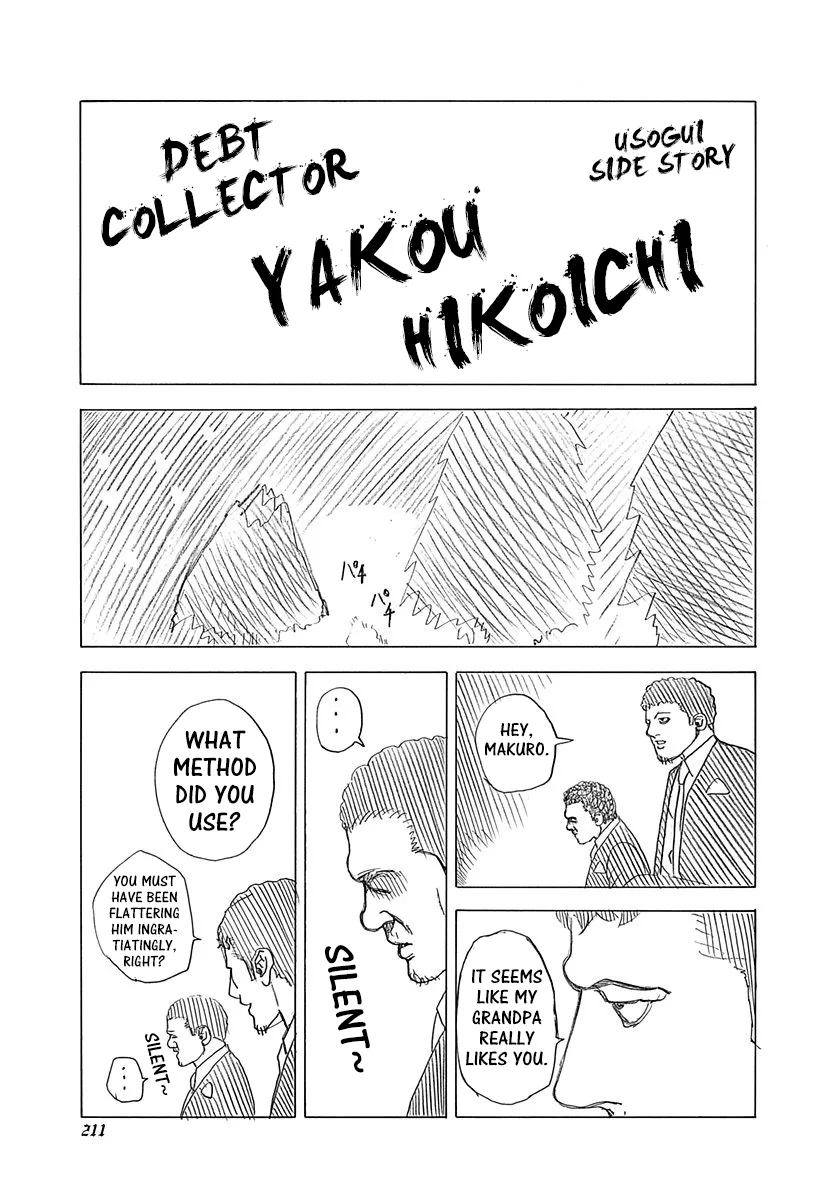 DEBT
COLLECTOR
YAKOU
HIKOICHI
USOGUI
SIDE STORY
パチ
パチ
HEY,
MAKURO.
IT SEEMS
LIKE MY
GRANDPA
REALLY
LIKES YOU.
...
SILENT~
WHAT
METHOD
DID YOU
USE?
YOU MUST
HAVE BEEN
FLATTERING
HIM INGRA-
TIATINGLY,
RIGHT?
SILENT~
...
211